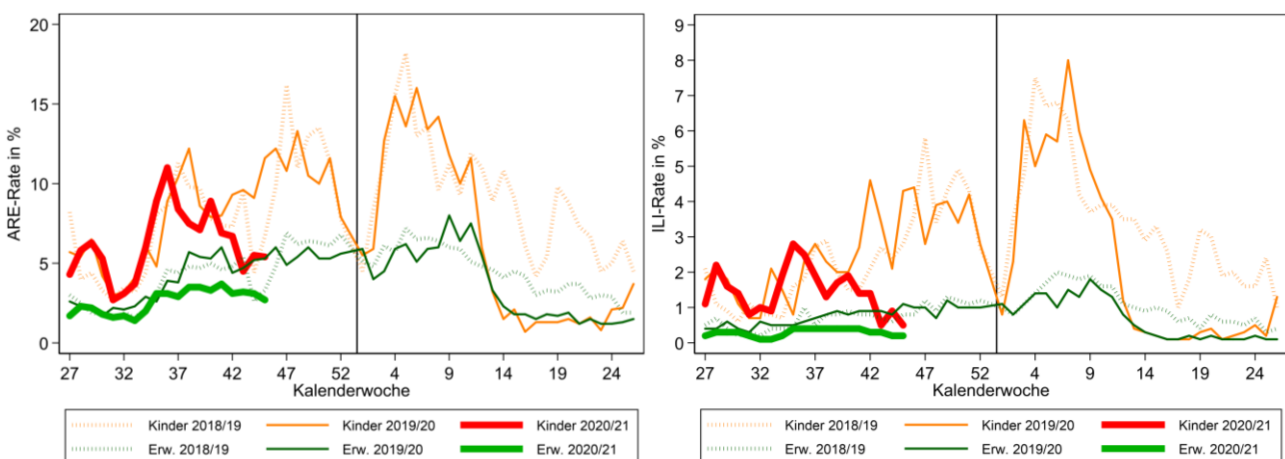 ARE-Rate in %
20
15
10
5
0
27 32 37 42 47 52 4 9 14 19 24
Kalenderwoche
Kinder 2018/19 Kinder 2019/20 Kinder 2020/21
Erw. 2018/19 Erw. 2019/20 Erw. 2020/21
ILI-Rate in %
9
8
7
6
5
4
3
2
1
0
27 32 37 42 47 52 4 9 14 19 24
Kalenderwoche
Kinder 2018/19 Kinder 2019/20 Kinder 2020/21
Erw. 2018/19 Erw. 2019/20 Erw. 2020/21